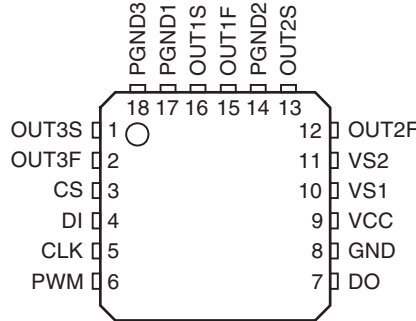 PGND3 PGND1 OUT1S OUT1F PGND2 OUT2S
18 17 16 15 14 13
OUT3S 1 12 OUT2F
OUT3F 2 11 VS2
CS 3 10 VS1
DI 4 9 VCC
CLK 5 8 GND
PWM 6 7 DO